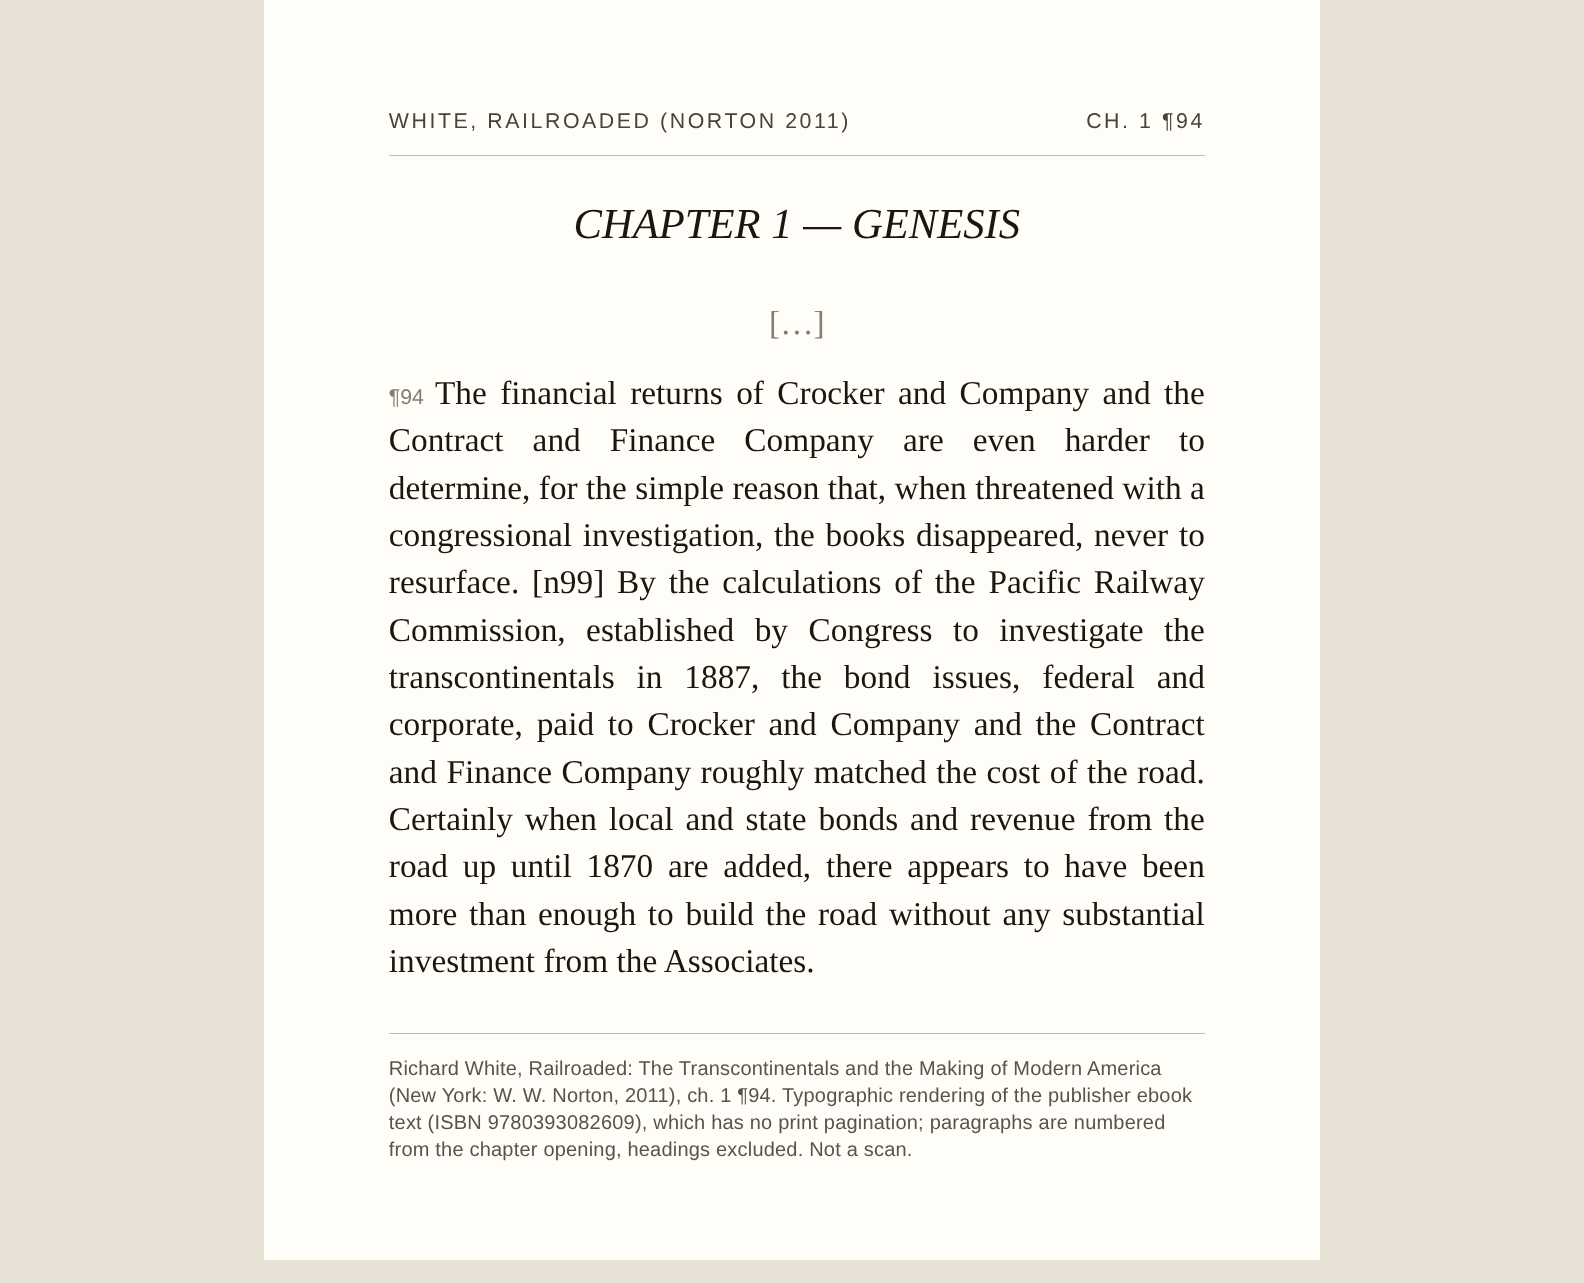 WHITE, RAILROADED (NORTON 2011) CH. 1 ¶94
CHAPTER 1 — GENESIS
[…]
¶94 The financial returns of Crocker and Company and the
Contract and Finance Company are even harder to
determine, for the simple reason that, when threatened with a
congressional investigation, the books disappeared, never to
resurface. [n99] By the calculations of the Pacific Railway
Commission, established by Congress to investigate the
transcontinentals in 1887, the bond issues, federal and
corporate, paid to Crocker and Company and the Contract
and Finance Company roughly matched the cost of the road.
Certainly when local and state bonds and revenue from the
road up until 1870 are added, there appears to have been
more than enough to build the road without any substantial
investment from the Associates.
Richard White, Railroaded: The Transcontinentals and the Making of Modern America
(New York: W. W. Norton, 2011), ch. 1 ¶94. Typographic rendering of the publisher ebook
text (ISBN 9780393082609), which has no print pagination; paragraphs are numbered
from the chapter opening, headings excluded. Not a scan.